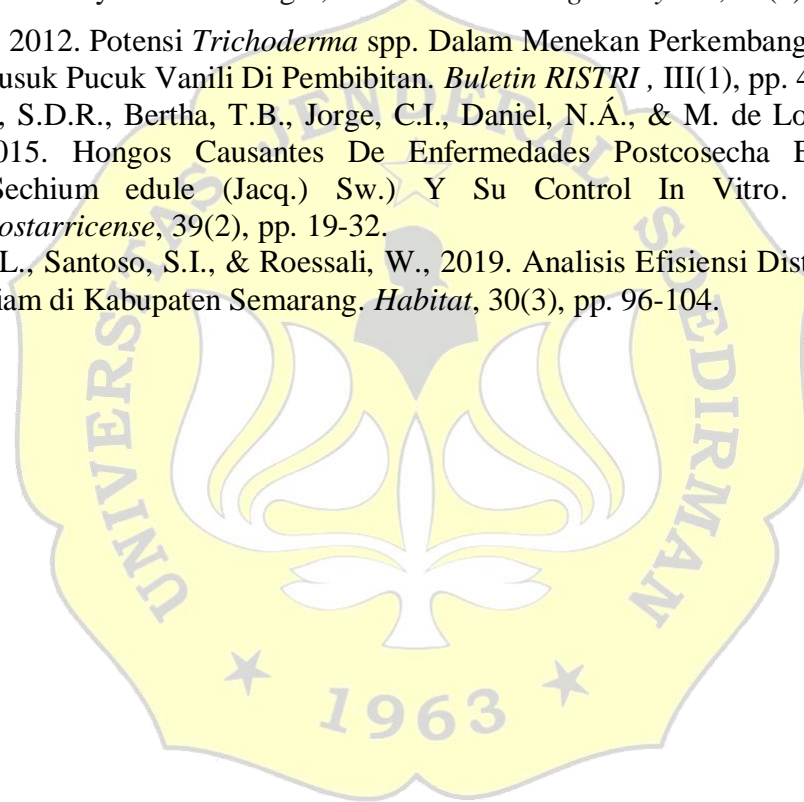 2012. Potensi Trichoderma spp. Dalam Menekan Perkembang
usuk Pucuk Vanili Di Pembibitan. Buletin RISTRI , III(1), pp. 4
, S.D.R., Bertha, T.B., Jorge, C.I., Daniel, N.Á., & M. de Lo
015. Hongos Causantes De Enfermedades Postcosecha E
Sechium edule (Jacq.) Sw.) Y Su Control In Vitro.
ostarricense, 39(2), pp. 19-32.
L., Santoso, S.I., & Roessali, W., 2019. Analisis Efisiensi Dist
iam di Kabupaten Semarang. Habitat, 30(3), pp. 96-104.
UNIVERSITAS JENDERAL SOEDIRMAN
1963